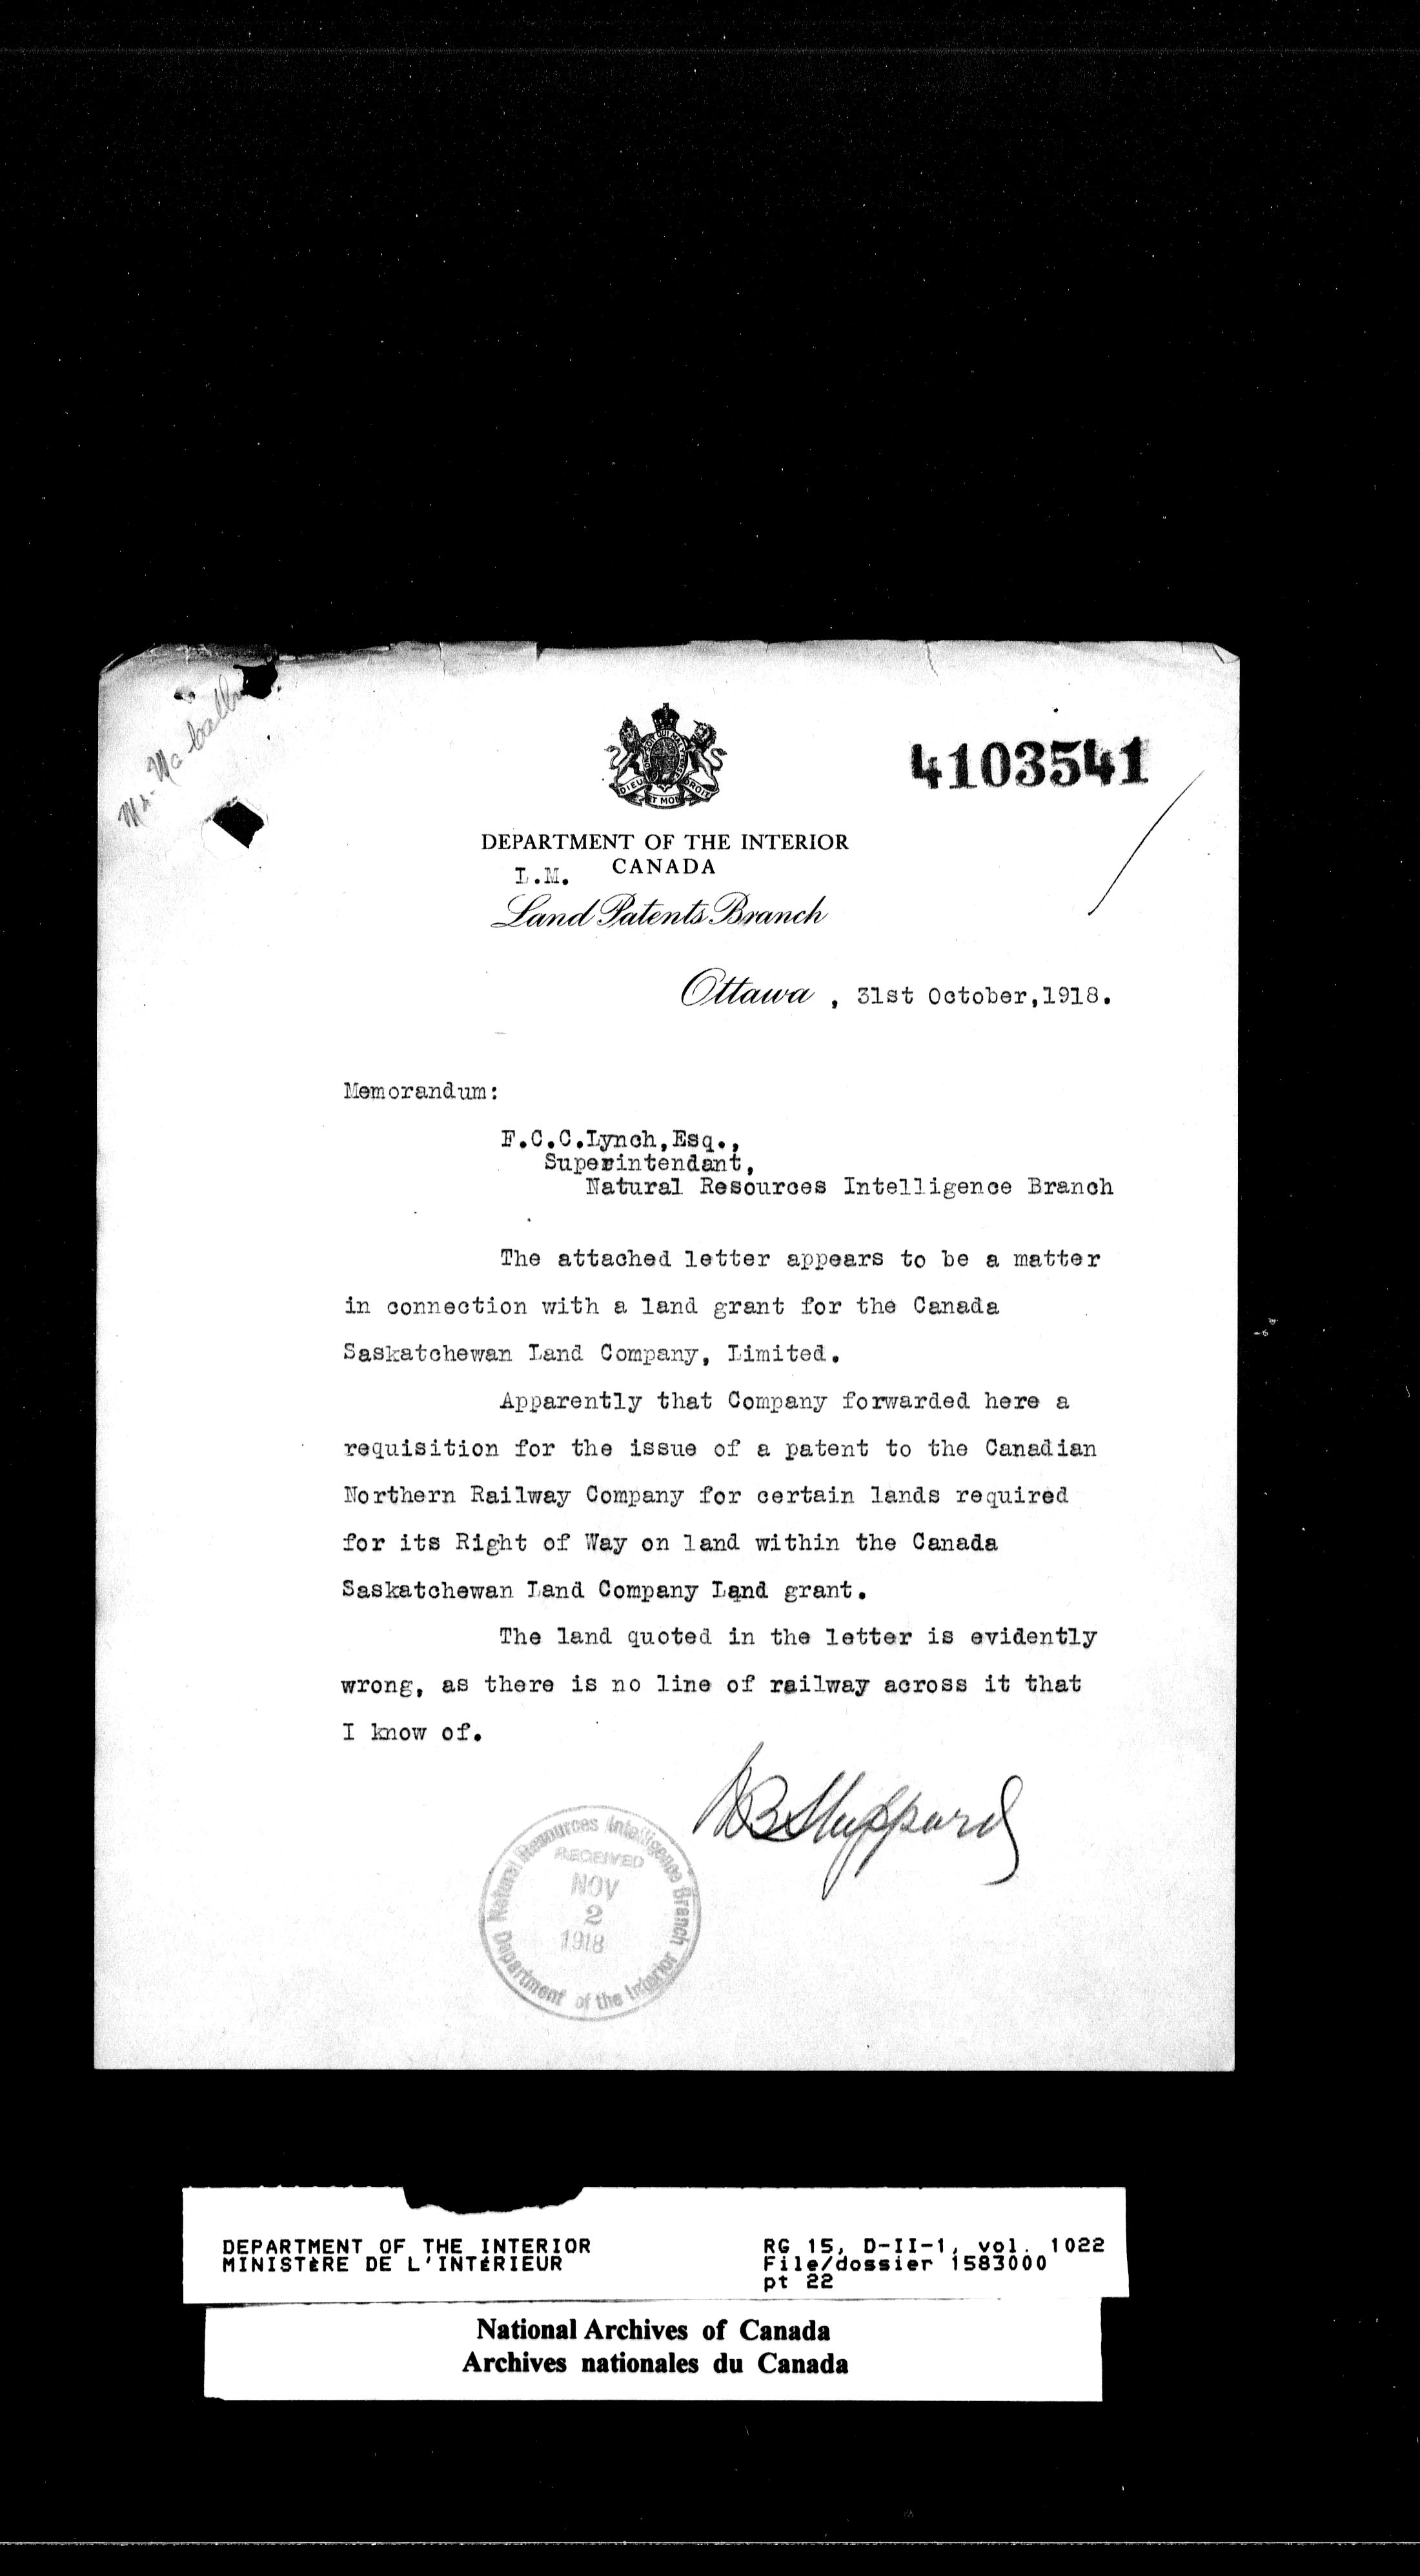 Mr. Mc
4103541
DIEU ET MON DROIT
DEPARTMENT OF THE INTERIOR
CANADA
L.M.
Land Patents Branch
Ottawa , 31st October,1918.
Memorandum:
F.C.C.Lynch,Esq.,
Superintendant,
Natural Resources Intelligence Branch
The attached letter appears to be a matter
in connection with a land grant for the Canada
Saskatchewan Land Company, Limited.
Apparently that Company forwarded here a
requisition for the issue of a patent to the Canadian
Northern Railway Company for certain lands required
for its Right of Way on land within the Canada
Saskatchewan Land Company Land grant.
The land quoted in the letter is evidently
wrong, as there is no line of railway across it that
I know of.
Sheppard
Natural Resources Intelligence Branch
RECEIVED
NOV
2
1918
Department of the Interior
DEPARTMENT OF THE INTERIOR
MINISTÈRE DE L'INTÉRIEUR
RG 15, D-II-1, vol. 1022
File/dossier 1583000
pt 22
National Archives of Canada
Archives nationales du Canada